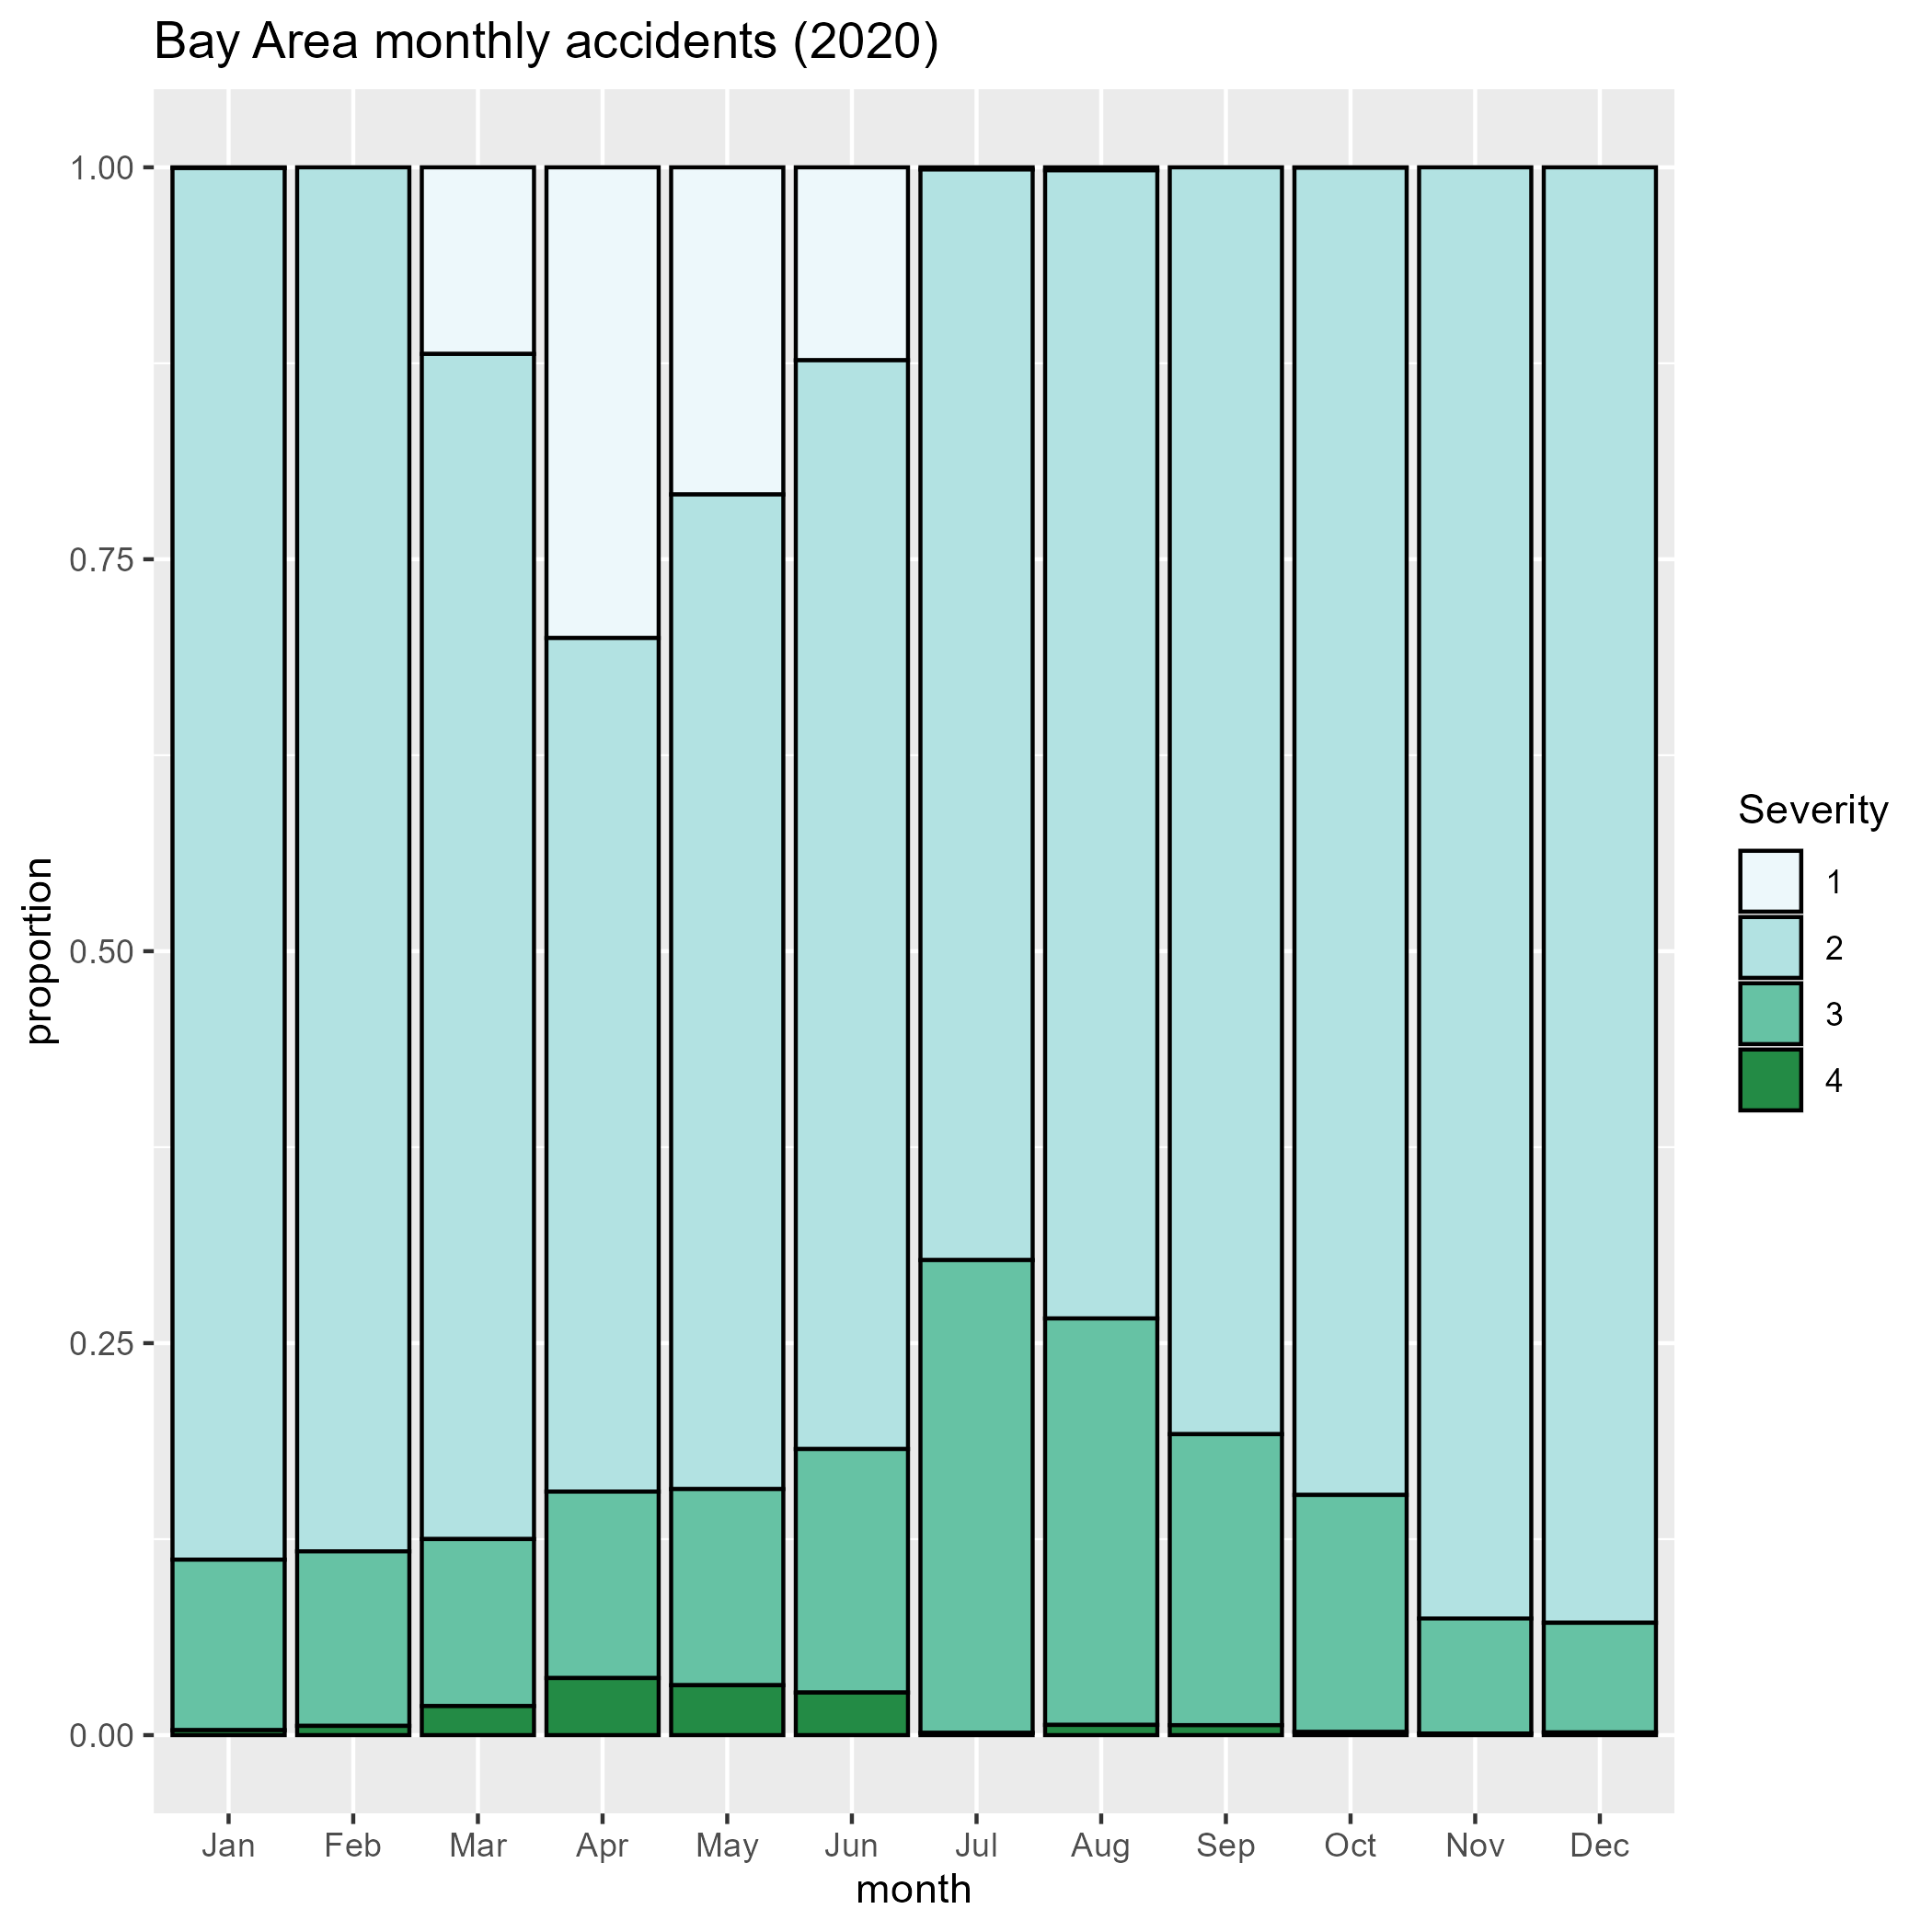 Bay Area monthly accidents (2020)
1.00
0.75
0.50
0.25
0.00
proportion
Jan Feb Mar Apr May Jun Jul Aug Sep Oct Nov Dec
month
Severity
1
2
3
4